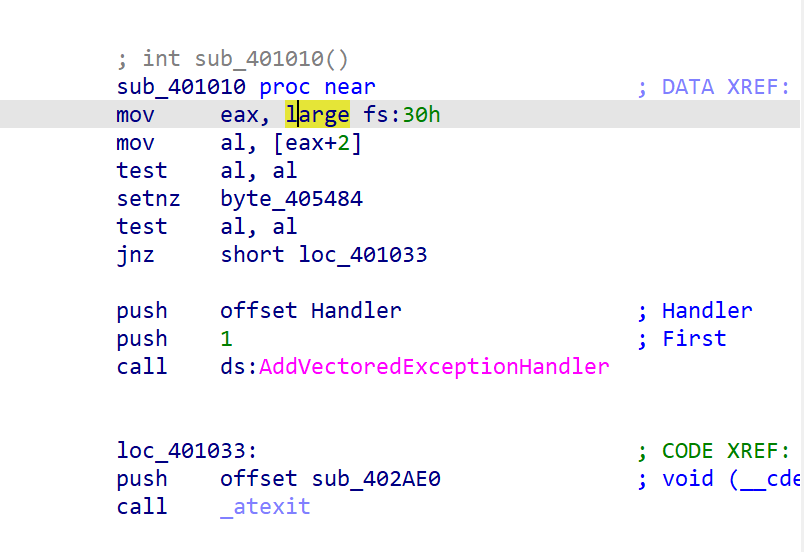 ; int sub_401010()
sub_401010 proc near ; DATA XREF:
mov eax, large fs:30h
mov al, [eax+2]
test al, al
setnz byte_405484
test al, al
jnz short loc_401033
push offset Handler ; Handler
push 1 ; First
call ds:AddVectoredExceptionHandler
loc_401033: ; CODE XREF:
push offset sub_402AE0 ; void (__cde
call _atexit